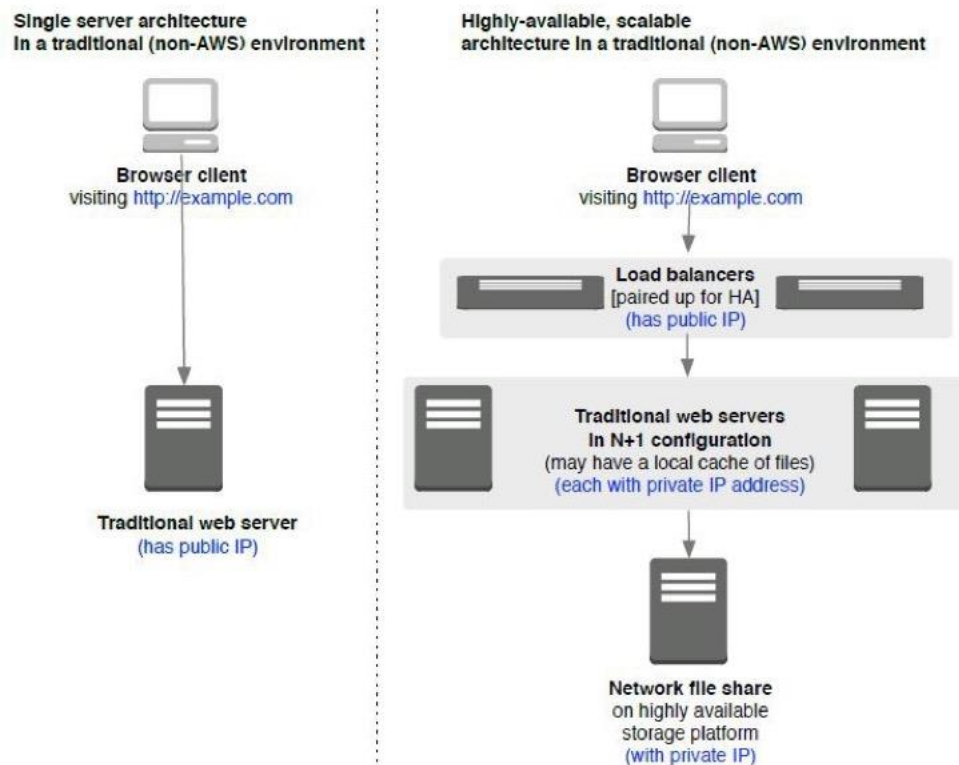 Single server architecture
in a traditional (non-AWS) environment
Browser client
visiting http://example.com
Traditional web server
(has public IP)
Highly-available, scalable
architecture in a traditional (non-AWS) environment
Browser client
visiting http://example.com
Load balancers
[paired up for HA]
(has public IP)
Traditional web servers
in N+1 configuration
(may have a local cache of files)
(each with private IP address)
Network file share
on highly available
storage platform
(with private IP)